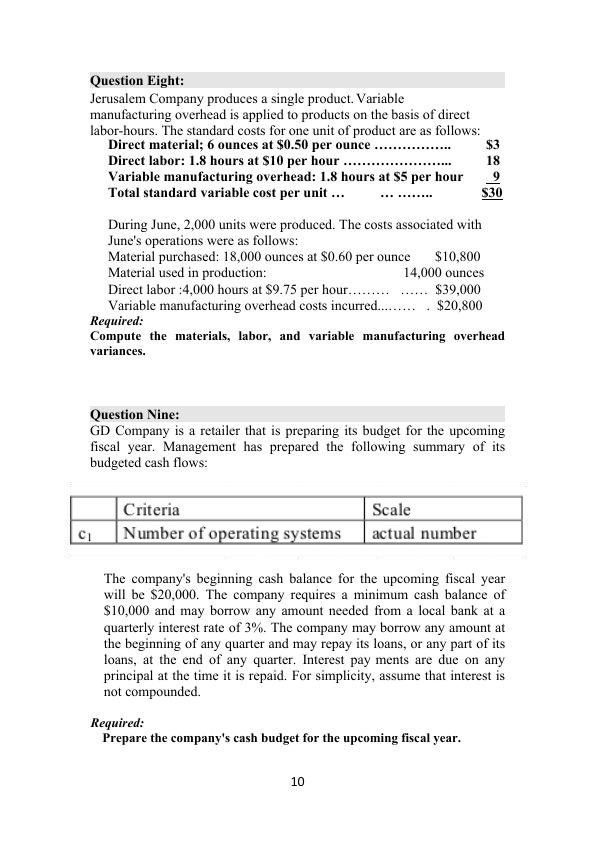 Question Eight:
Jerusalem Company produces a single product. Variable
manufacturing overhead is applied to products on the basis of direct
labor-hours. The standard costs for one unit of product are as follows:
Direct material; 6 ounces at $0.50 per ounce …………….. $3
Direct labor: 1.8 hours at $10 per hour ………………….. 18
Variable manufacturing overhead: 1.8 hours at $5 per hour 9
Total standard variable cost per unit … … …….. $30
During June, 2,000 units were produced. The costs associated with
June's operations were as follows:
Material purchased: 18,000 ounces at $0.60 per ounce $10,800
Material used in production: 14,000 ounces
Direct labor :4,000 hours at $9.75 per hour……… …… $39,000
Variable manufacturing overhead costs incurred...…… . $20,800
Required:
Compute the materials, labor, and variable manufacturing overhead
variances.
Question Nine:
GD Company is a retailer that is preparing its budget for the upcoming
fiscal year. Management has prepared the following summary of its
budgeted cash flows:
Criteria Scale
c1 Number of operating systems actual number
The company's beginning cash balance for the upcoming fiscal year
will be $20,000. The company requires a minimum cash balance of
$10,000 and may borrow any amount needed from a local bank at a
quarterly interest rate of 3%. The company may borrow any amount at
the beginning of any quarter and may repay its loans, or any part of its
loans, at the end of any quarter. Interest pay ments are due on any
principal at the time it is repaid. For simplicity, assume that interest is
not compounded.
Required:
Prepare the company's cash budget for the upcoming fiscal year.
10